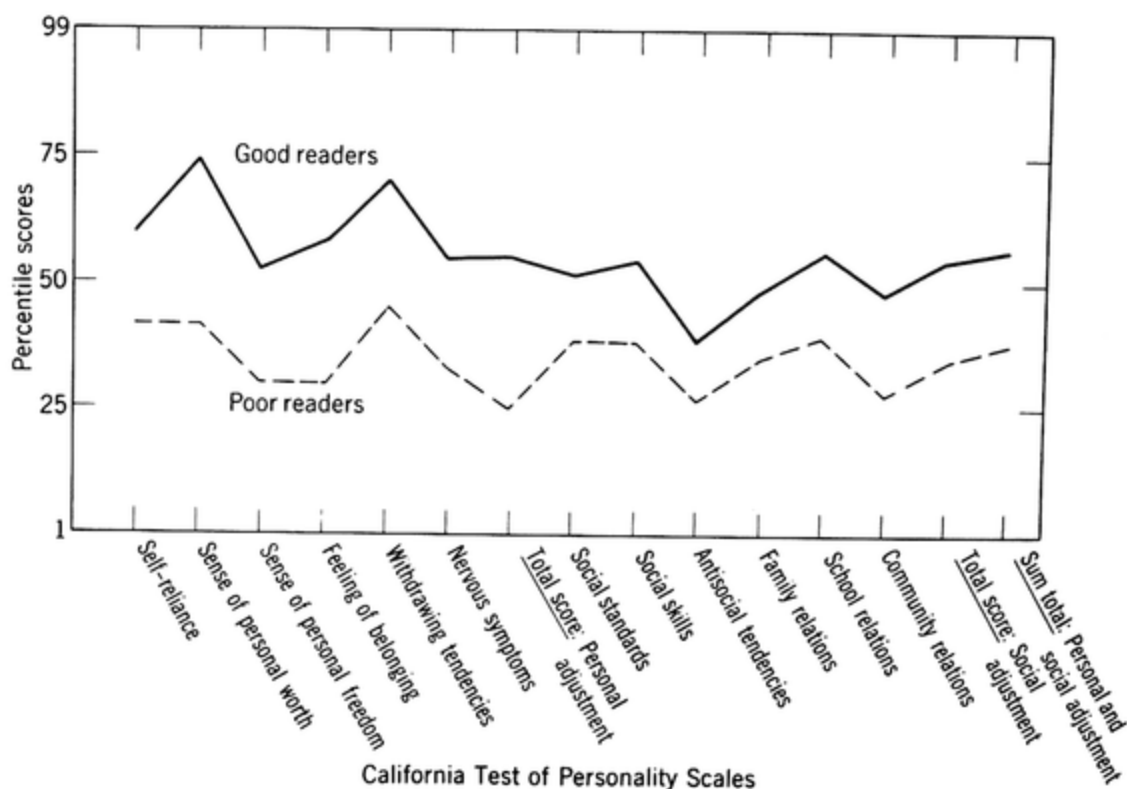 99
75
50
25
1
Percentile scores
Good readers
Poor readers
Self-reliance
Sense of personal worth
Sense of personal freedom
Feeling of belonging
Withdrawing tendencies
Nervous symptoms
Total score: Personal
adjustment
Social standards
Social skills
Antisocial tendencies
Family relations
School relations
Community relations
Total score: Social
adjustment
Sum total: Personal and
social adjustment
California Test of Personality Scales